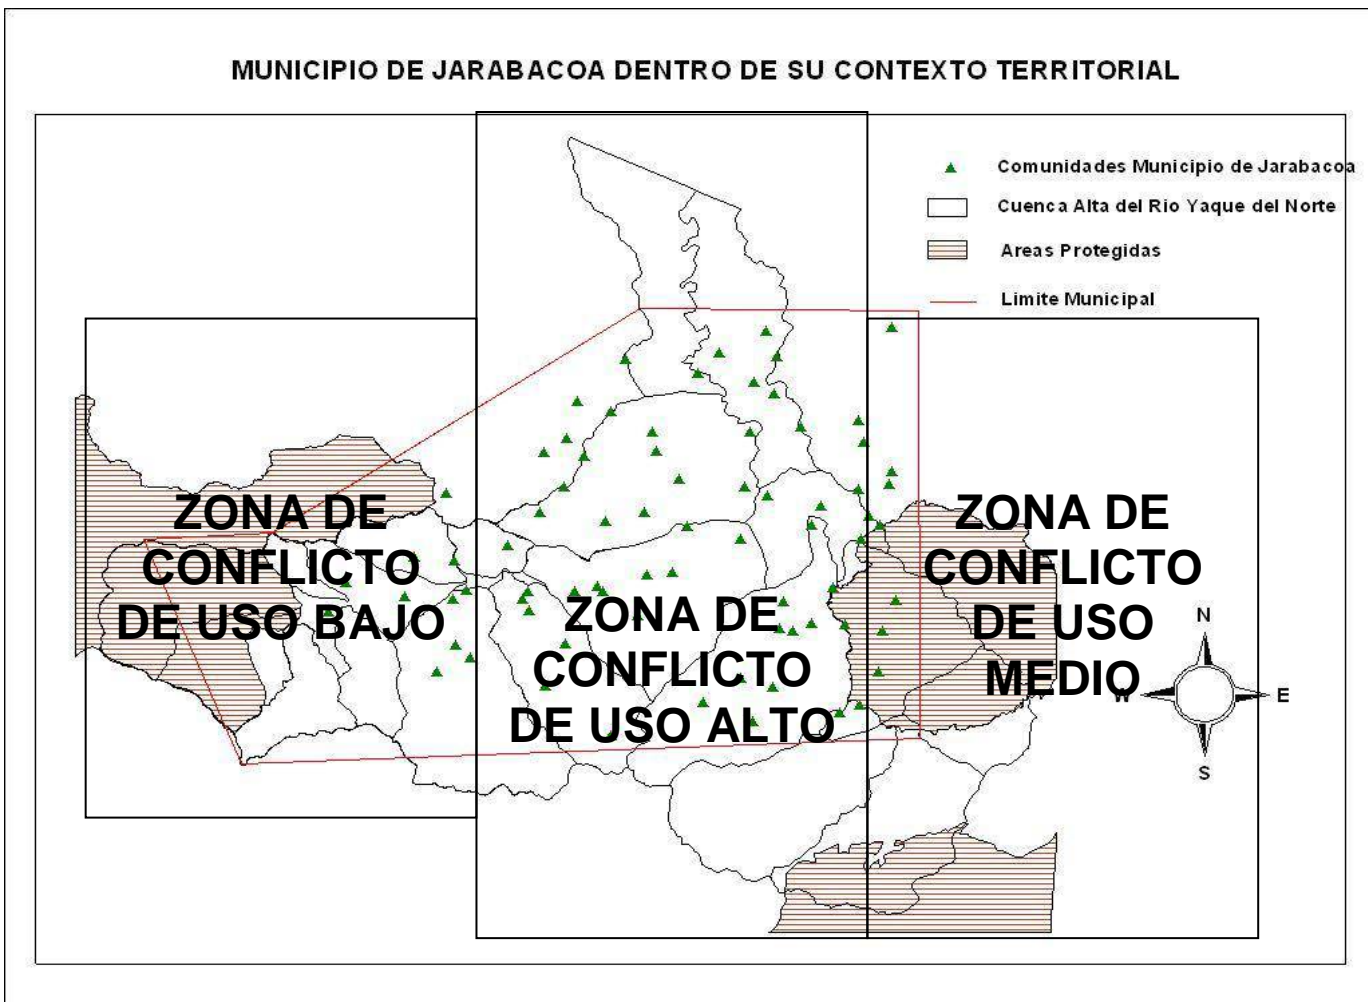 MUNICIPIO DE JARABACOA DENTRO DE SU CONTEXTO TERRITORIAL
Comunidades Municipio de Jarabacoa
Cuenca Alta del Rio Yaque del Norte
Areas Protegidas
Limite Municipal
ZONA DE
CONFLICTO
DE USO BAJO
ZONA DE
CONFLICTO
DE USO ALTO
ZONA DE
CONFLICTO
DE USO
MEDIO
N
W
E
S